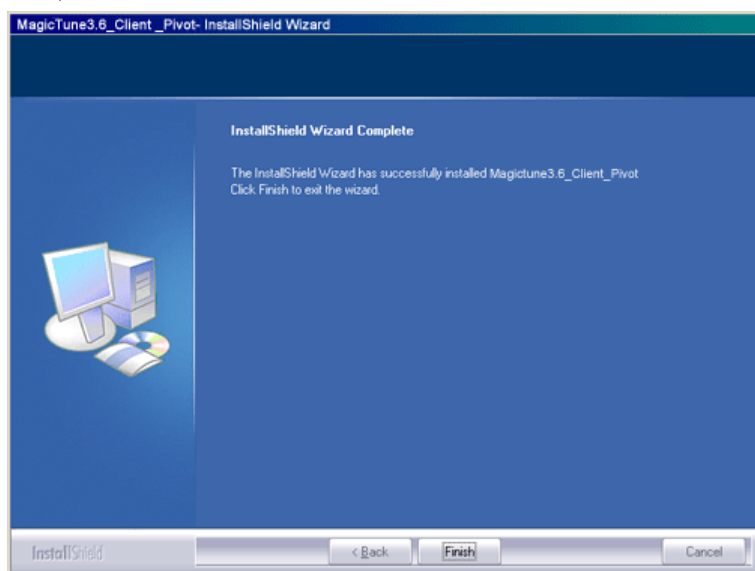 MagicTune3.6_Client _Pivot- InstallShield Wizard
InstallShield Wizard Complete
The InstallShield Wizard has successfully installed Magictune3.6_Client_Pivot
Click Finish to exit the wizard.
InstallShield
< Back
Finish
Cancel